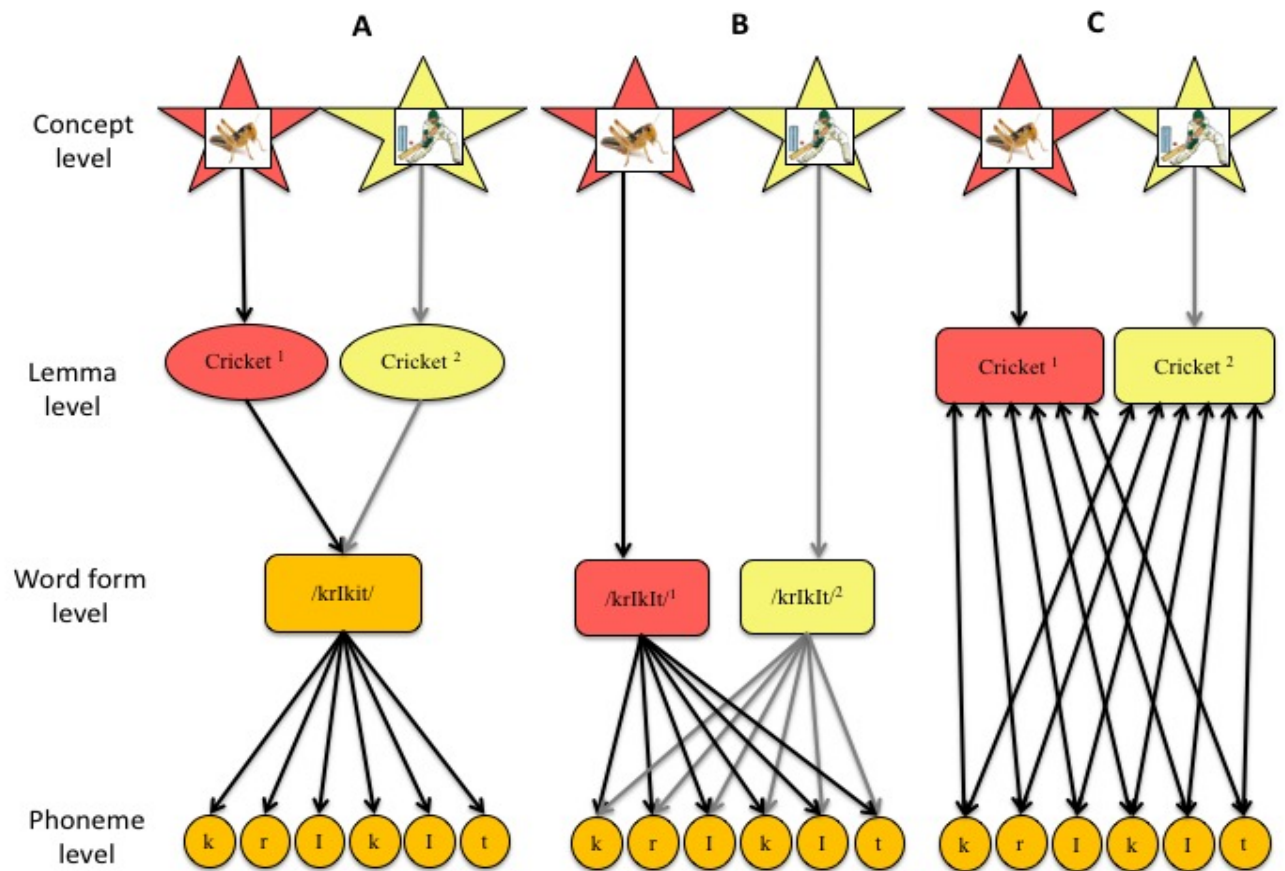 A B C
Concept
level
Cricket ¹ Cricket ² Cricket ¹ Cricket ²
Lemma
level
Word form
level
/krIkit/ /krIkIt/¹ /krIkIt/²
Phoneme
level
k r I k I t k r I k I t k r I k I t